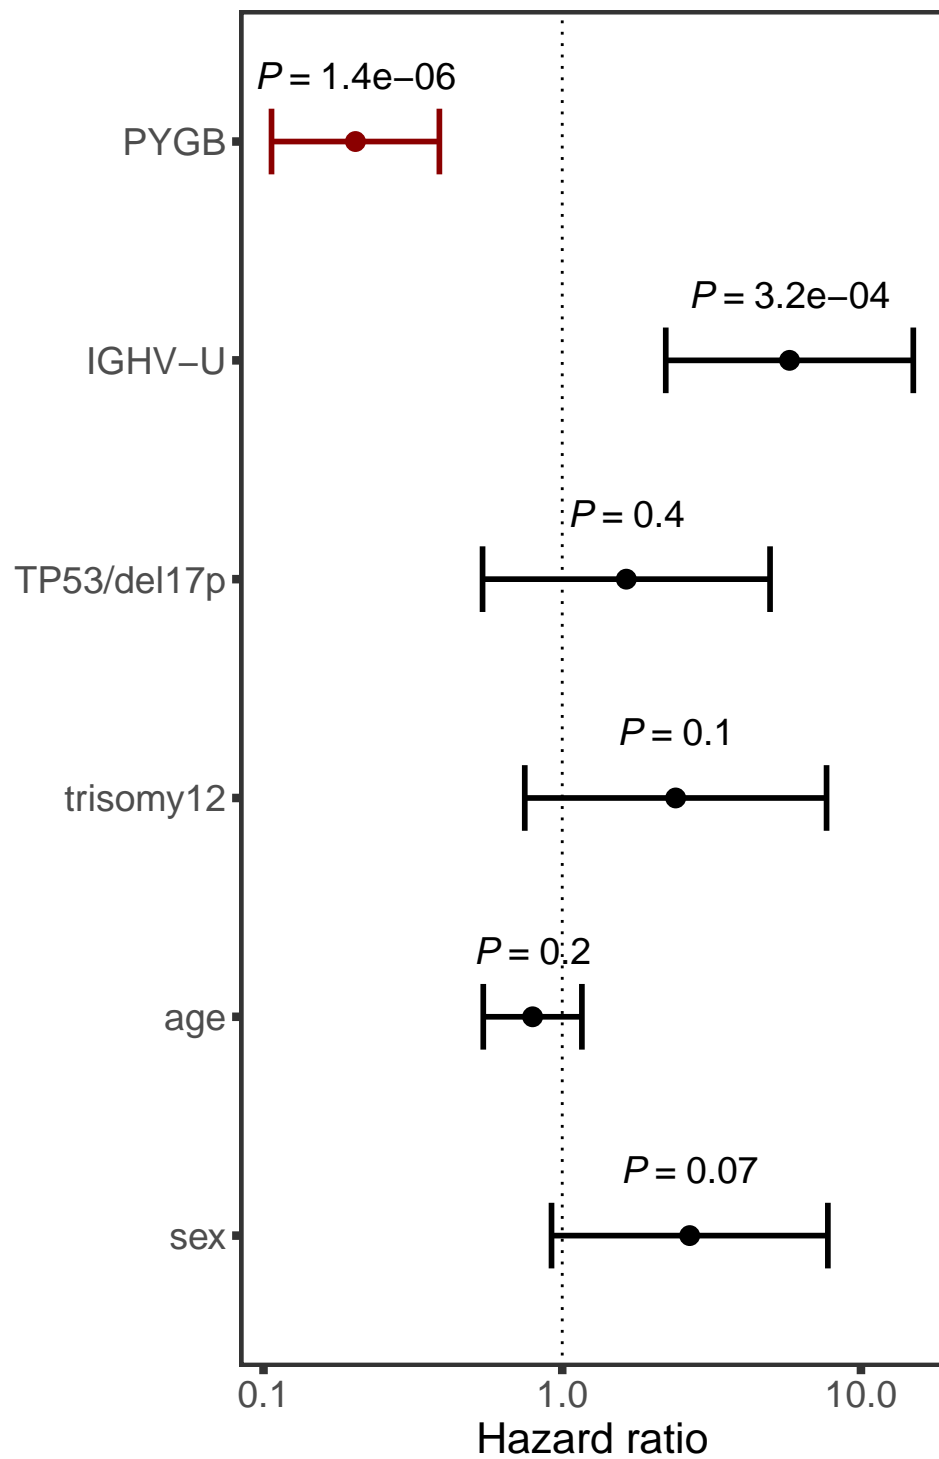 P = 1.4e−06
PYGB
P = 3.2e−04
IGHV−U
P = 0.4
TP53/del17p
P = 0.1
trisomy12
P = 0.2
age
P = 0.07
sex
0.1 1.0 10.0
Hazard ratio